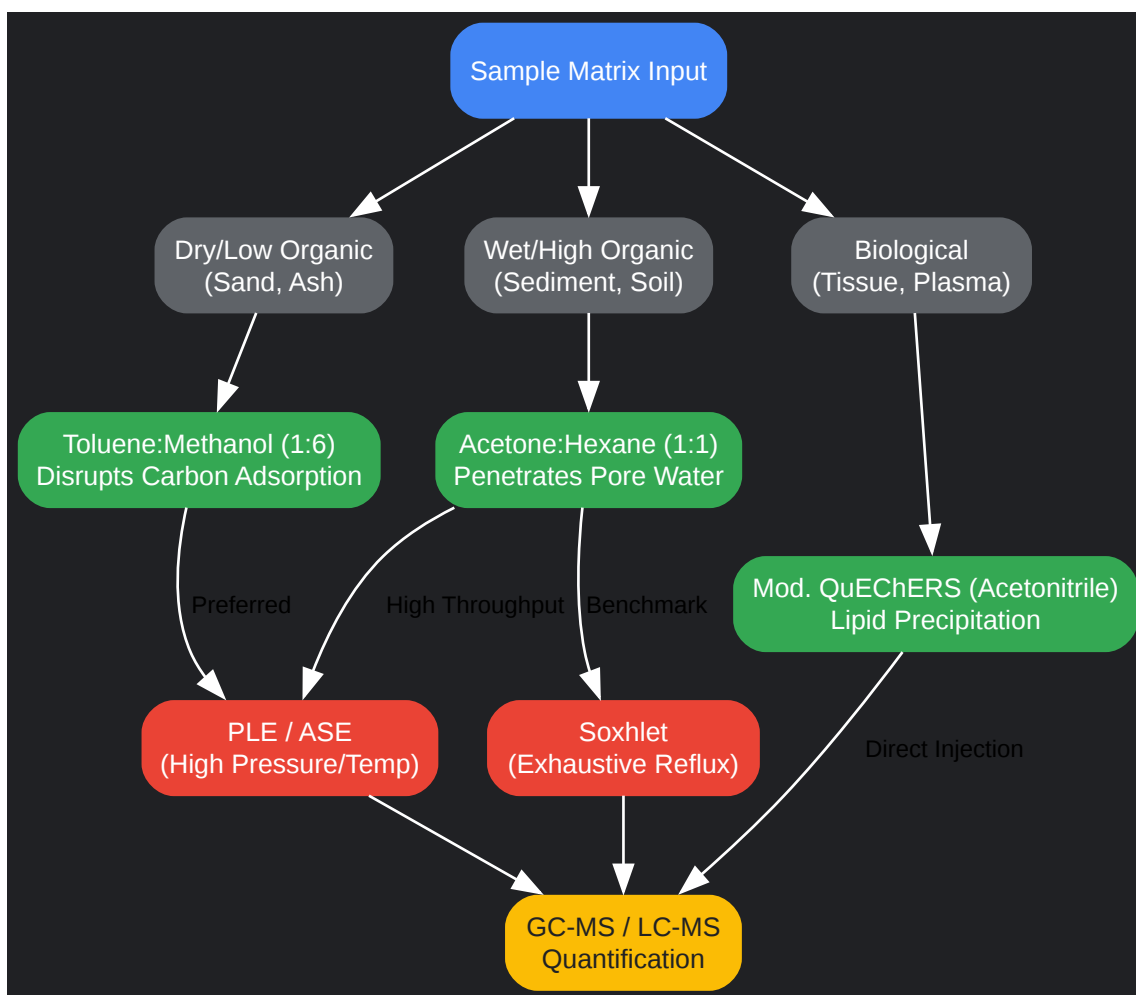 Sample Matrix Input
Dry/Low Organic
(Sand, Ash)
Wet/High Organic
(Sediment, Soil)
Biological
(Tissue, Plasma)
Toluene:Methanol (1:6)
Disrupts Carbon Adsorption
Acetone:Hexane (1:1)
Penetrates Pore Water
Mod. QuEChERS (Acetonitrile)
Lipid Precipitation
Preferred
High Throughput
Benchmark
PLE / ASE
(High Pressure/Temp)
Soxhlet
(Exhaustive Reflux)
Direct Injection
GC-MS / LC-MS
Quantification